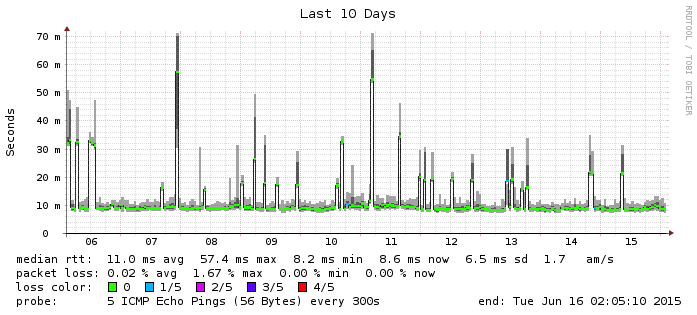 Last 10 Days
RRDTOOL / TOBI OETIKER
Seconds
70 m
60 m
50 m
40 m
30 m
20 m
10 m
0
06 07 08 09 10 11 12 13 14 15
median rtt: 11.0 ms avg 57.4 ms max 8.2 ms min 8.6 ms now 6.5 ms sd 1.7 am/s
packet loss: 0.02 % avg 1.67 % max 0.00 % min 0.00 % now
loss color: 0 1/5 2/5 3/5 4/5
probe: 5 ICMP Echo Pings (56 Bytes) every 300s end: Tue Jun 16 02:05:10 2015